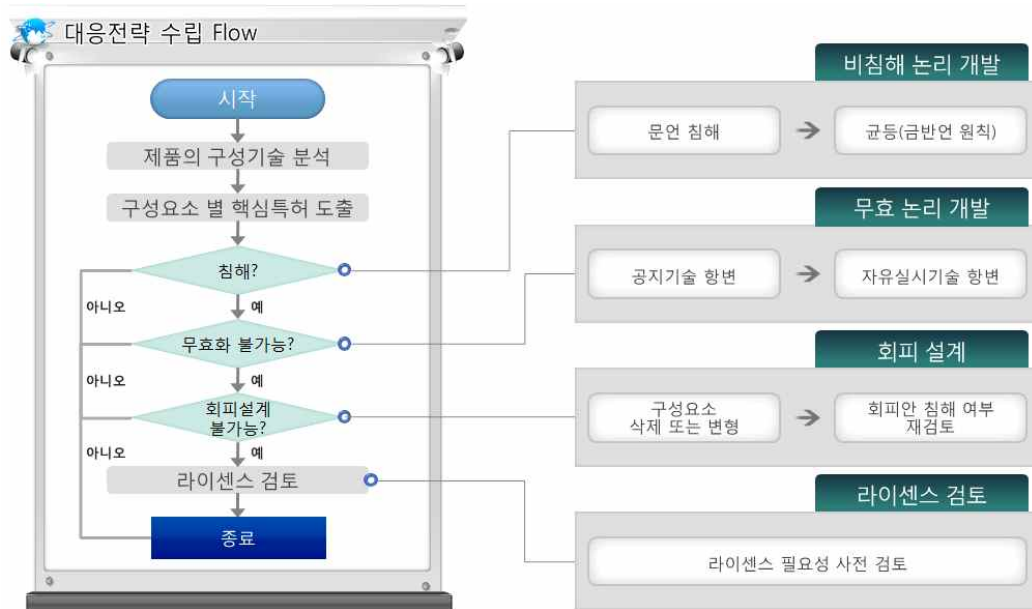 대응전략 수립 Flow
시작
제품의 구성기술 분석
구성요소 별 핵심특허 도출
침해?
아니오
예
무효화 불가능?
아니오
예
회피설계
불가능?
아니오
예
라이센스 검토
종료
비침해 논리 개발
문언 침해
균등(금반언 원칙)
무효 논리 개발
공지기술 항변
자유실시기술 항변
회피 설계
구성요소
삭제 또는 변형
회피안 침해 여부
재검토
라이센스 검토
라이센스 필요성 사전 검토